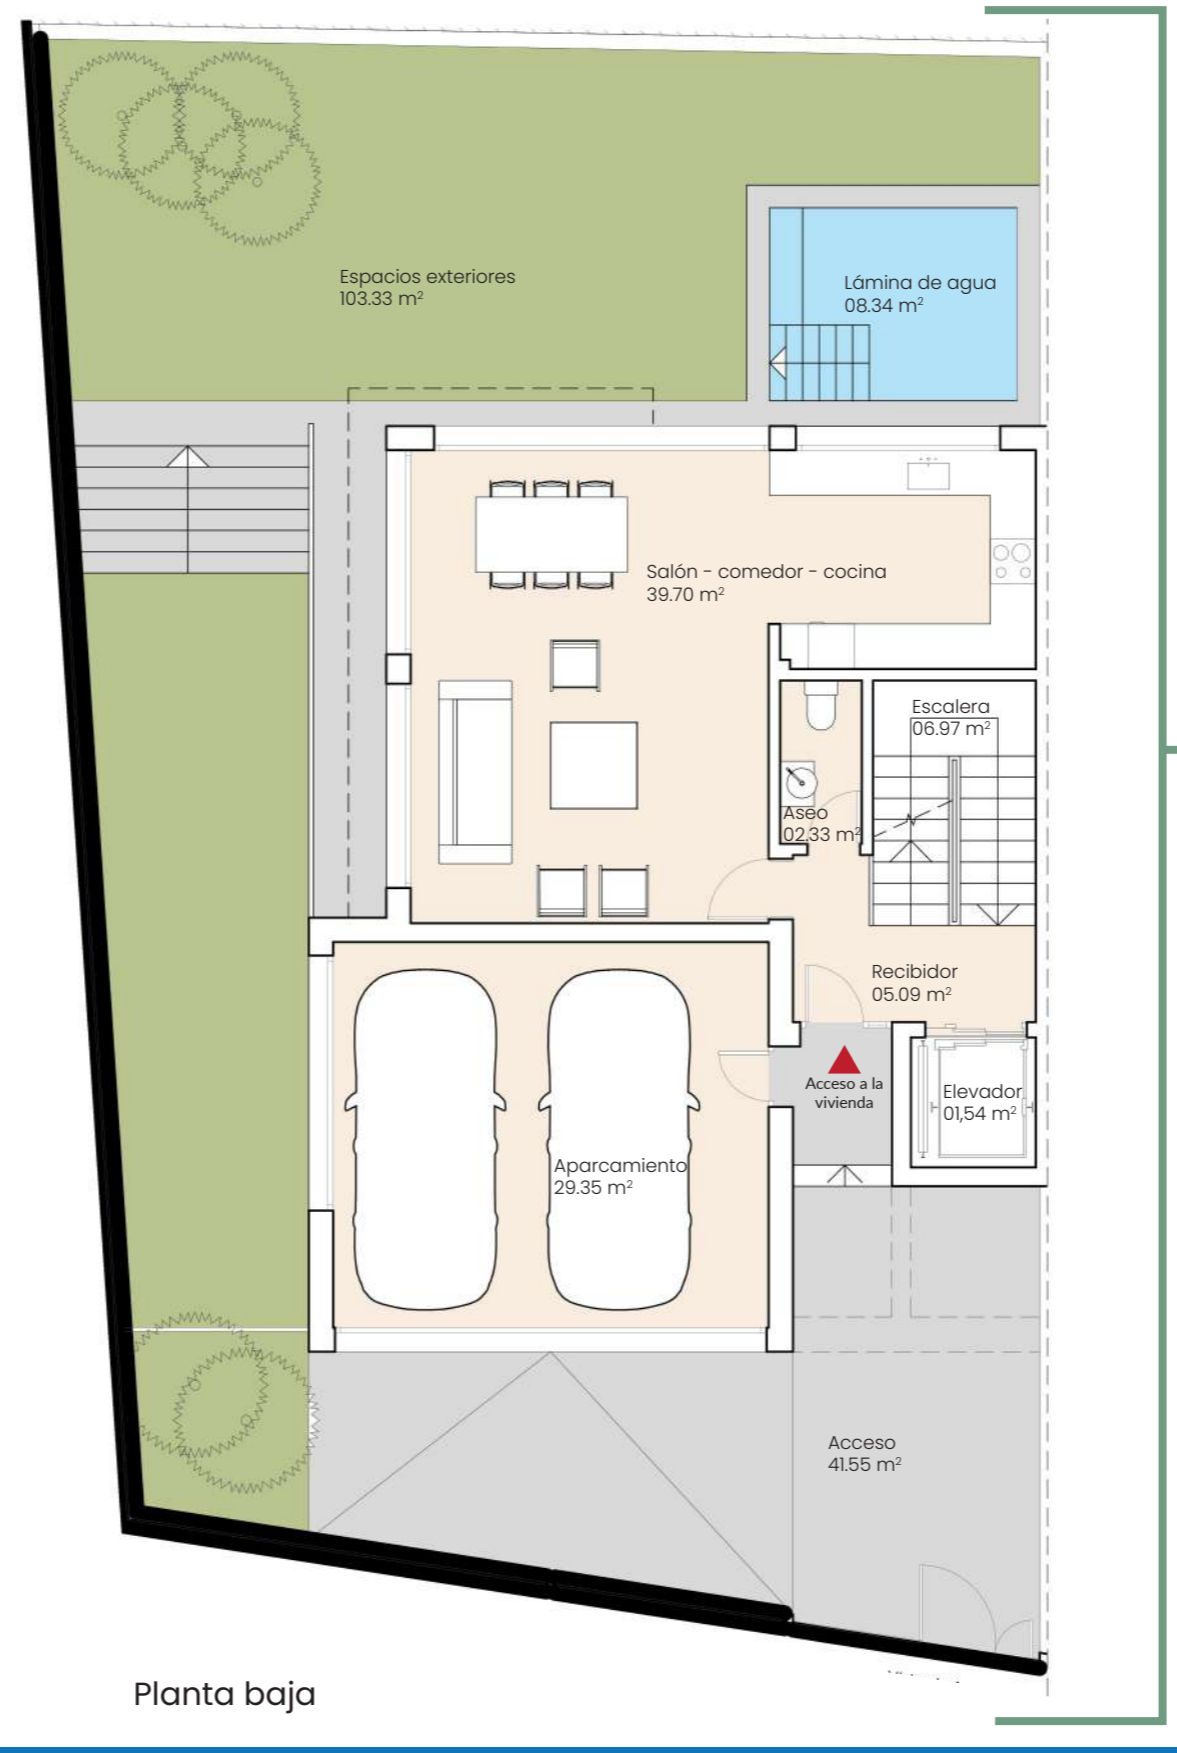 Espacios exteriores
103.33 m²
Lámina de agua
08.34 m²
Salón - comedor - cocina
39.70 m²
Escalera
06.97 m²
Aseo
02.33 m²
Recibidor
05.09 m²
Acceso a la
vivienda
Elevador
01,54 m²
Aparcamiento
29.35 m²
Acceso
41.55 m²
Planta baja